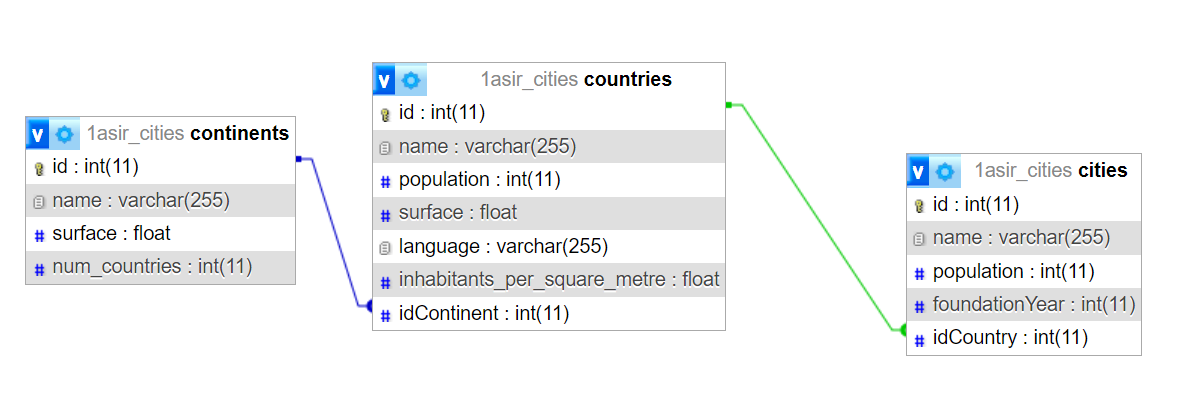 v 1asir_cities continents
id : int(11)
name : varchar(255)
surface : float
num_countries : int(11)
v 1asir_cities countries
id : int(11)
name : varchar(255)
population : int(11)
surface : float
language : varchar(255)
inhabitants_per_square_metre : float
idContinent : int(11)
v 1asir_cities cities
id : int(11)
name : varchar(255)
population : int(11)
foundationYear : int(11)
idCountry : int(11)